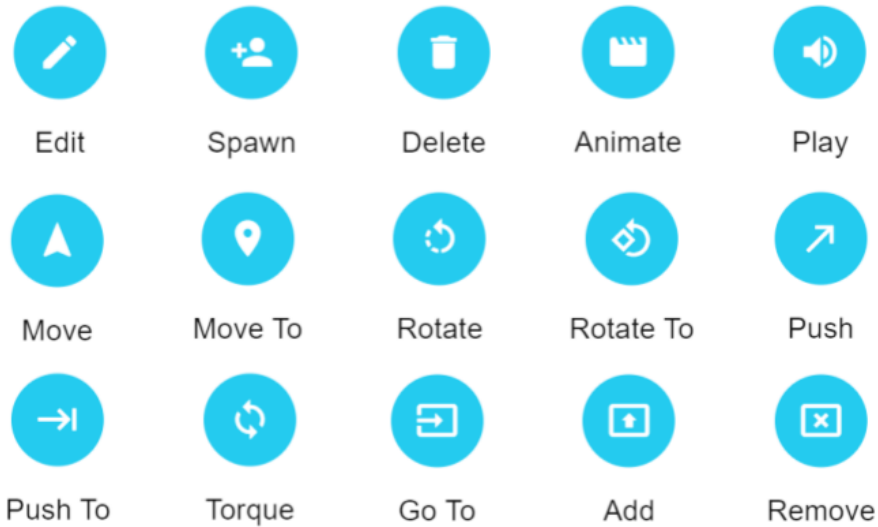 Edit Spawn Delete Animate Play
Move Move To Rotate Rotate To Push
Push To Torque Go To Add Remove